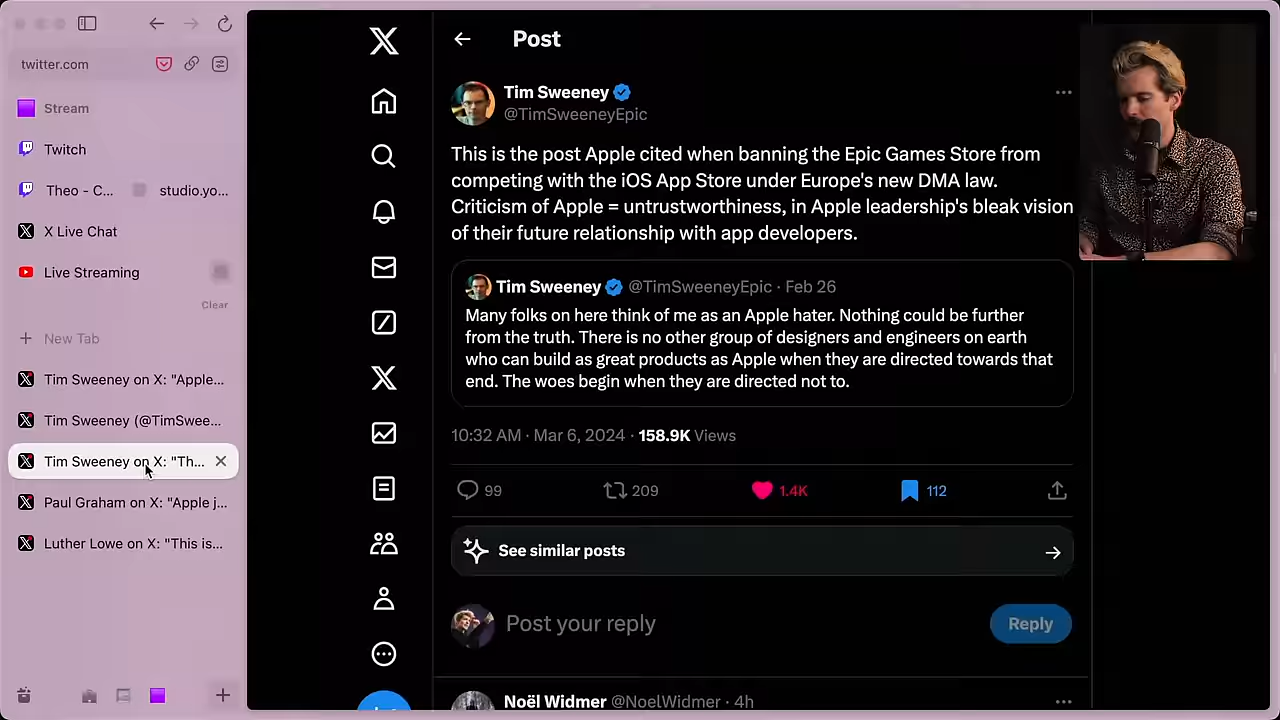 twitter.com
Stream
Twitch
Theo - C...
studio.yo...
X Live Chat
Live Streaming
Clear
New Tab
Tim Sweeney on X: "Apple...
Tim Sweeney (@TimSwee...
Tim Sweeney on X: "Th...
Paul Graham on X: "Apple j...
Luther Lowe on X: "This is...
Post
Tim Sweeney
@TimSweeneyEpic
This is the post Apple cited when banning the Epic Games Store from
competing with the iOS App Store under Europe's new DMA law.
Criticism of Apple = untrustworthiness, in Apple leadership's bleak vision
of their future relationship with app developers.
Tim Sweeney @TimSweeneyEpic · Feb 26
Many folks on here think of me as an Apple hater. Nothing could be further
from the truth. There is no other group of designers and engineers on earth
who can build as great products as Apple when they are directed towards that
end. The woes begin when they are directed not to.
10:32 AM · Mar 6, 2024 · 158.9K Views
99 209 1.4K 112
See similar posts
Post your reply
Reply
Noël Widmer @NoelWidmer · 4h